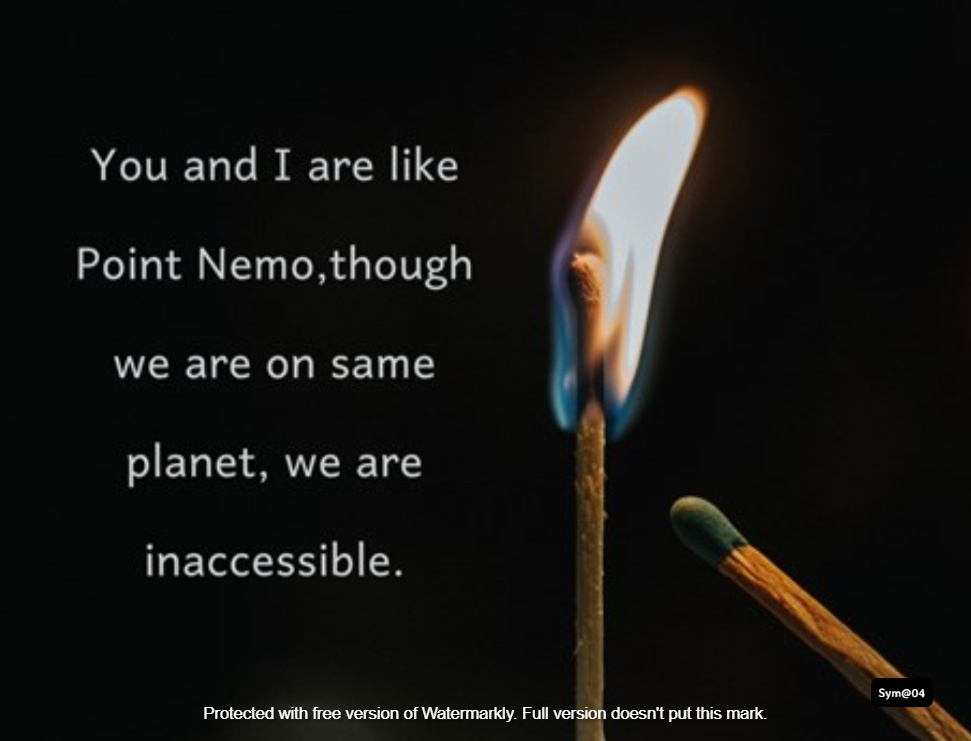 You and I are like
Point Nemo,though
we are on same
planet, we are
inaccessible.
Sym@04
Protected with free version of Watermarkly. Full version doesn't put this mark.